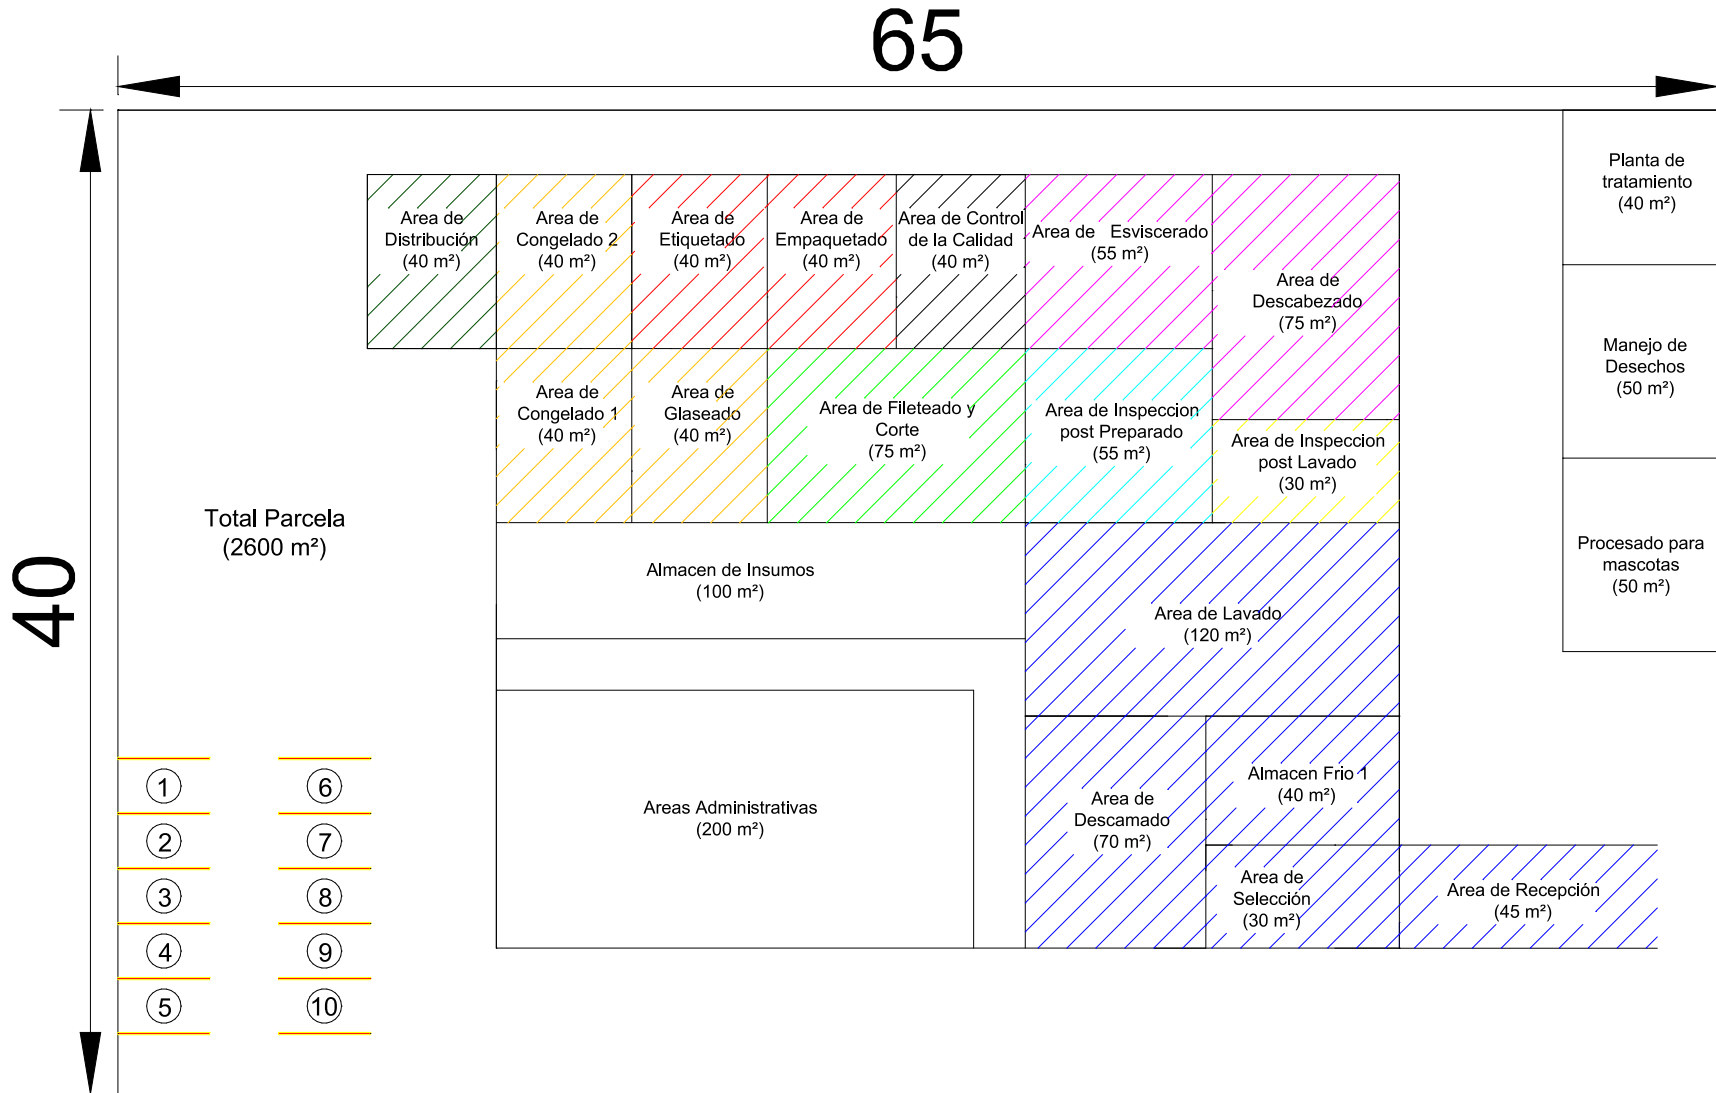 65
40
Area de
Distribución
(40 m²)
Area de
Congelado 2
(40 m²)
Area de
Etiquetado
(40 m²)
Area de
Empaquetado
(40 m²)
Area de Control
de la Calidad
(40 m²)
Area de Esviscerado
(55 m²)
Area de
Descabezado
(75 m²)
Planta de
tratamiento
(40 m²)
Area de
Congelado 1
(40 m²)
Area de
Glaseado
(40 m²)
Area de Fileteado y
Corte
(75 m²)
Area de Inspeccion
post Preparado
(55 m²)
Area de Inspeccion
post Lavado
(30 m²)
Manejo de
Desechos
(50 m²)
Total Parcela
(2600 m²)
Almacen de Insumos
(100 m²)
Area de Lavado
(120 m²)
Procesado para
mascotas
(50 m²)
Areas Administrativas
(200 m²)
Area de
Descamado
(70 m²)
Almacen Frio 1
(40 m²)
Area de
Selección
(30 m²)
Area de Recepción
(45 m²)
1
2
3
4
5
6
7
8
9
10